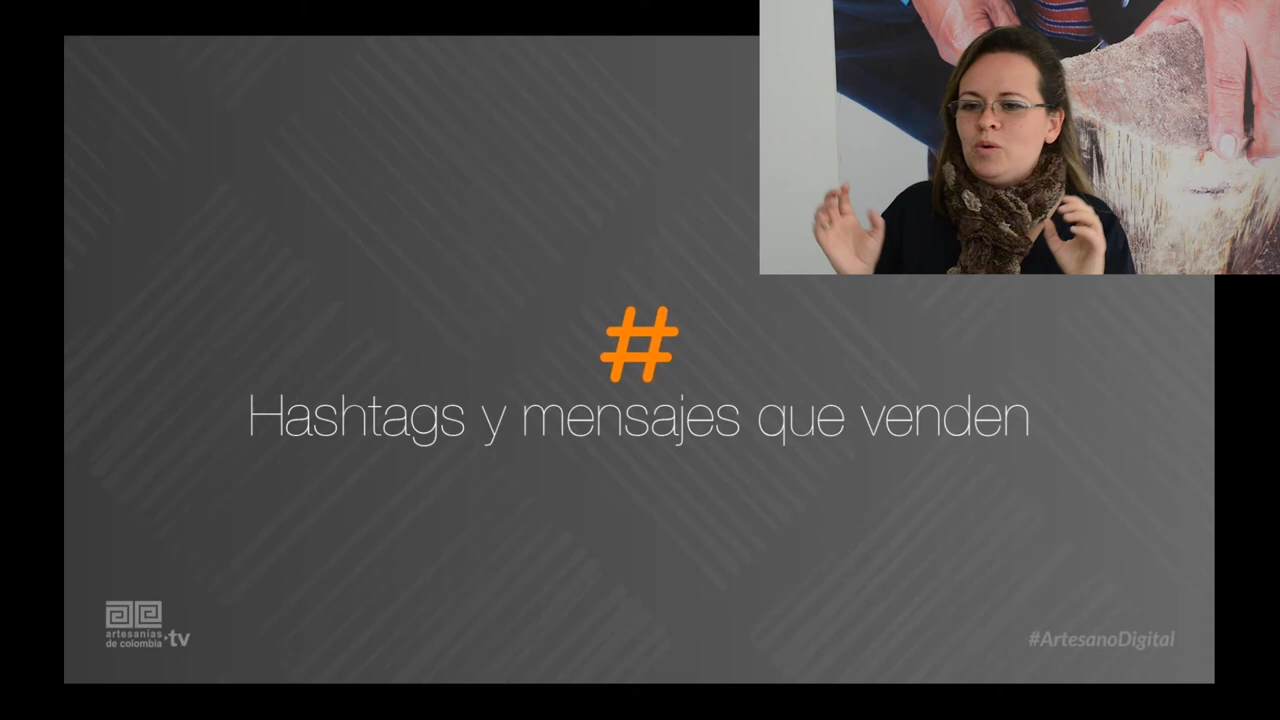 #
Hashtags y mensajes que venden
artesanías
de colombia
.tv
#ArtesanoDigital